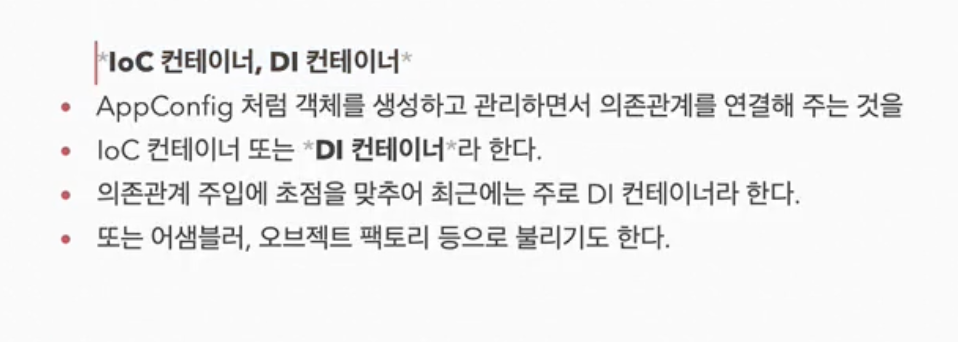 *IoC 컨테이너, DI 컨테이너*
• AppConfig 처럼 객체를 생성하고 관리하면서 의존관계를 연결해 주는 것을
• IoC 컨테이너 또는 *DI 컨테이너*라 한다.
• 의존관계 주입에 초점을 맞추어 최근에는 주로 DI 컨테이너라 한다.
• 또는 어샘블러, 오브젝트 팩토리 등으로 불리기도 한다.